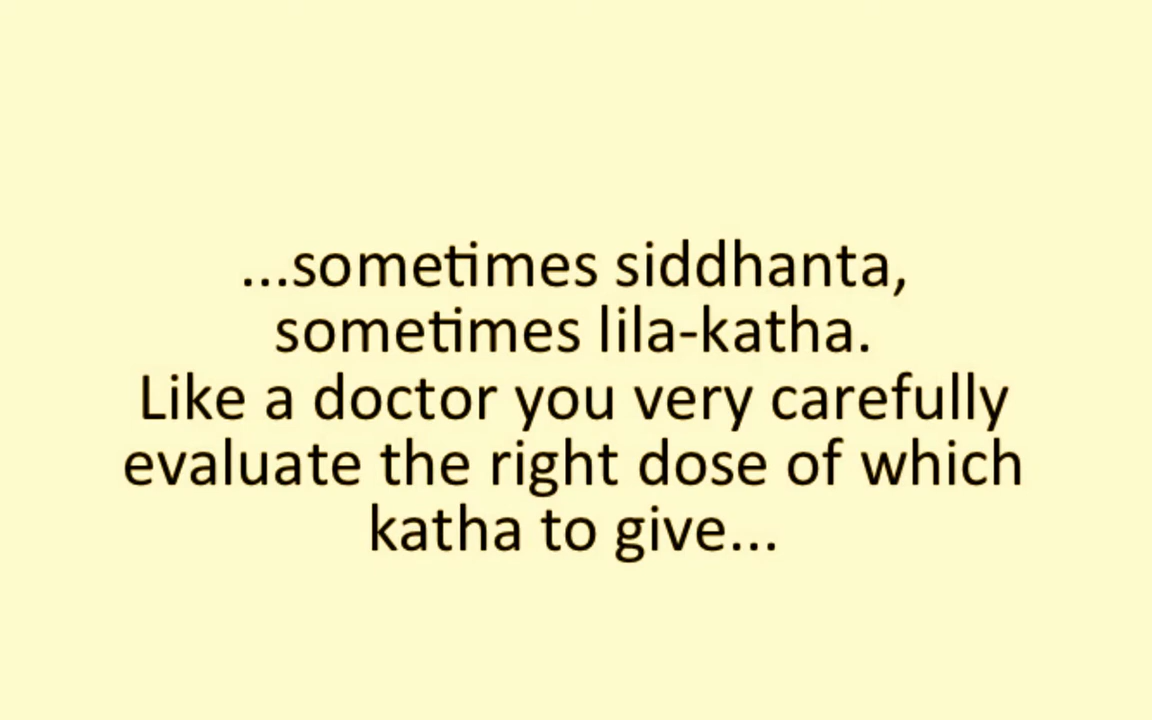 ...sometimes siddhanta,
sometimes lila-katha.
Like a doctor you very carefully
evaluate the right dose of which
katha to give...